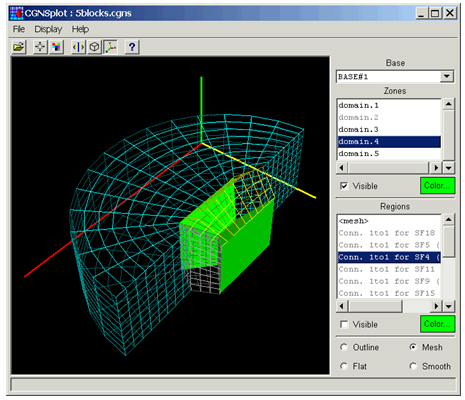 CGNSplot : 5blocks.cgns
File Display Help
?
Base
BASE#1
Zones
domain.1
domain.2
domain.3
domain.4
domain.5
Visible
Color...
Regions
<mesh>
Conn. 1to1 for SF18
Conn. 1to1 for SF5 (
Conn. 1to1 for SF4 (
Conn. 1to1 for SF11
Conn. 1to1 for SF9 (
Conn. 1to1 for SF15
Visible
Color...
Outline Mesh
Flat Smooth